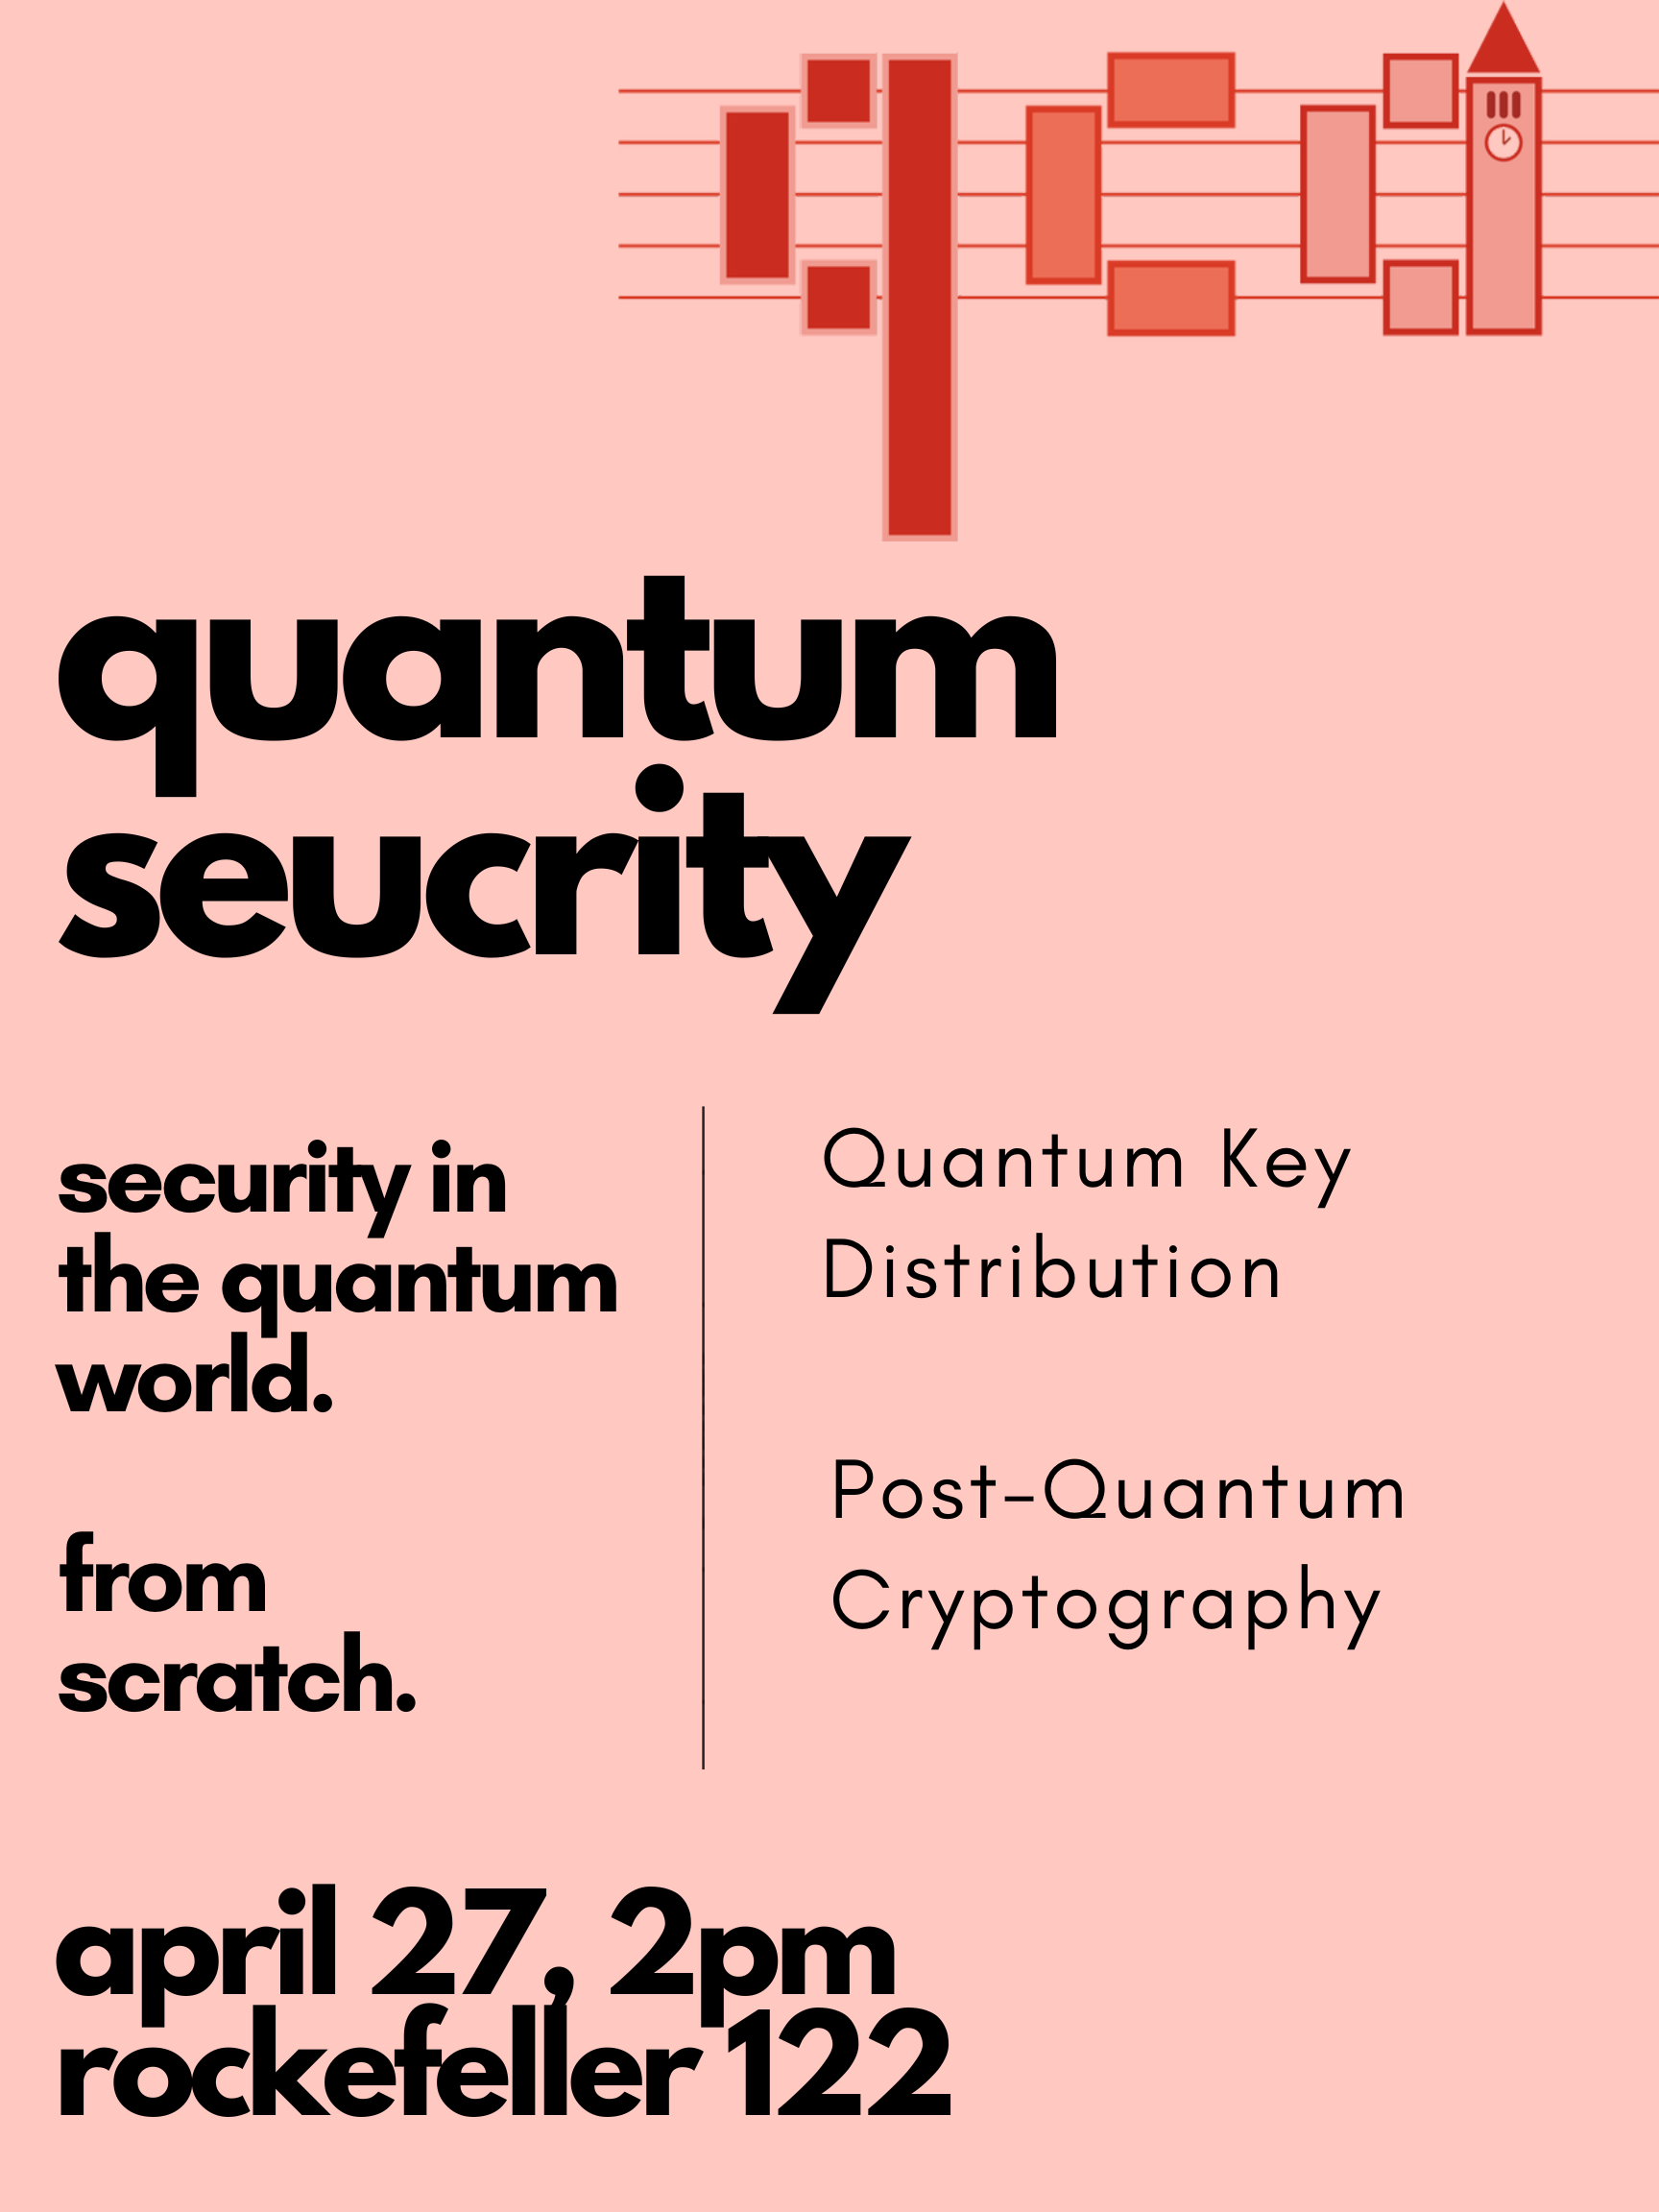 quantum
seucrity
security in
the quantum
world.
from
scratch.
Quantum Key
Distribution
Post-Quantum
Cryptography
april 27, 2pm
rockefeller 122